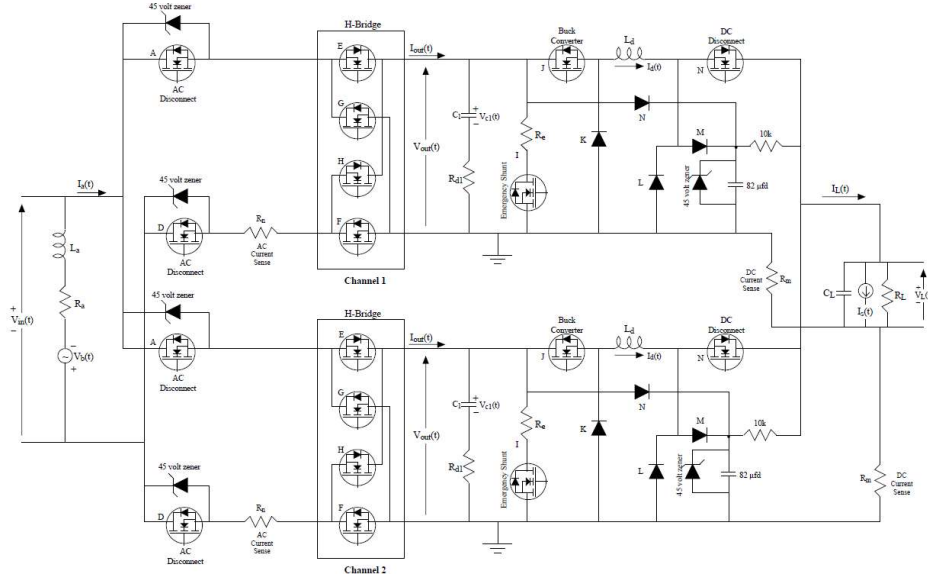 45 volt zener
A
AC
Disconnect
H-Bridge
E
G
H
F
Channel 1
Iout(t)
Vout(t)
C1
+
−
Vc1(t)
Rd1
Re
I
Emergency Shunt
Buck
Converter
J
K
Ld
Id(t)
N
DC
Disconnect
N
M
L
45 volt zener
10k
82 µfd
DC
Current
Sense
Rm
Ia(t)
+
Vin(t)
−
La
Ra
−
Vb(t)
+
45 volt zener
D
AC
Disconnect
Rn
AC
Current
Sense
IL(t)
CL
Is(t)
RL
+
−
45 volt zener
A
AC
Disconnect
H-Bridge
E
G
H
F
Channel 2
Iout(t)
Vout(t)
C1
+
−
Vc1(t)
Rd1
Re
I
Emergency Shunt
Buck
Converter
J
K
Ld
Id(t)
N
DC
Disconnect
N
M
L
45 volt zener
10k
82 µfd
Rm
DC
Current
Sense
45 volt zener
D
AC
Disconnect
Rn
AC
Current
Sense